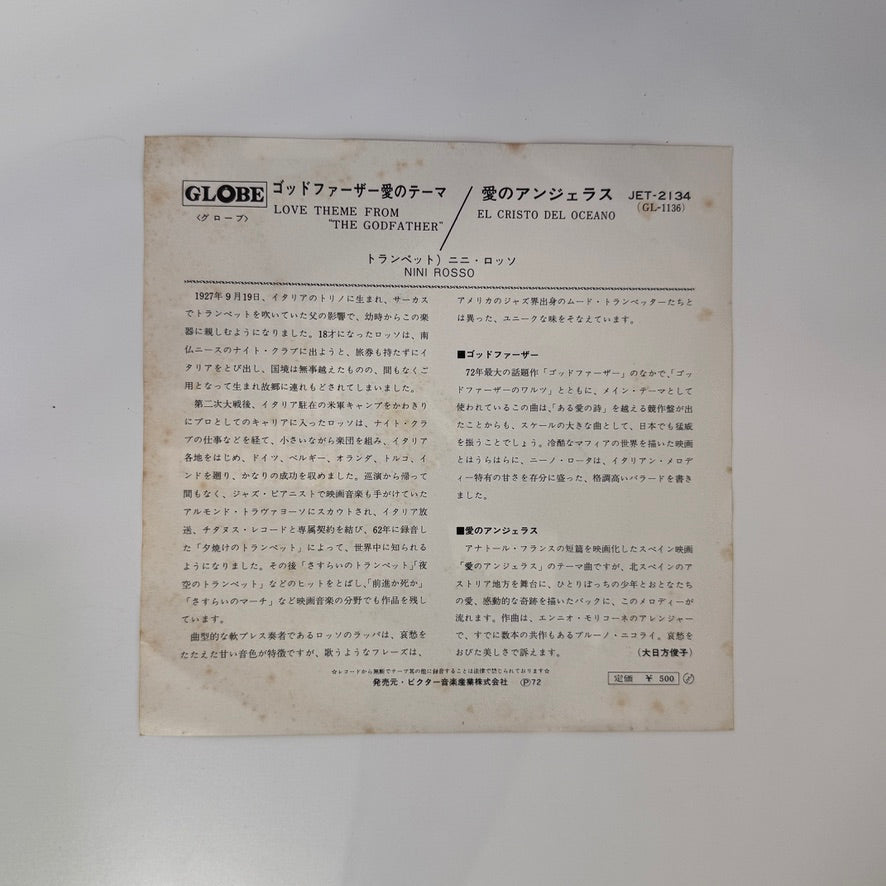 GLOBE
〈グローブ〉
ゴッドファーザー愛のテーマ
LOVE THEME FROM
"THE GODFATHER"
愛のアンジェラス
EL CRISTO DEL OCEANO
JET-2134
(GL-1136)
トランペット) ニニ・ロッソ
NINI ROSSO
1927年9月19日、イタリアのトリノに生まれ、サーカス
でトランペットを吹いていた父の影響で、幼時からこの楽
器に親しむようになりました。18才になったロッソは、南
仏ニースのナイト・クラブに出ようと、旅券も持たずにイ
タリアをとび出し、国境は無事越えたものの、間もなくご
用となって生まれ故郷に連れもどされてしまいました。
第二次大戦後、イタリア駐在の米軍キャンプをかわきり
にプロとしてのキャリアに入ったロッソは、ナイト・クラ
ブの仕事などを経て、小さいながら楽団を組み、イタリア
各地をはじめ、ドイツ、ベルギー、オランダ、トルコ、イ
ンドを廻り、かなりの成功を収めました。巡演から帰って
間もなく、ジャズ・ピアニストで映画音楽も手がけていた
アルモンド・トラヴァヨーソにスカウトされ、イタリア放
送、チタヌス・レコードと専属契約を結び、62年に録音し
た「夕焼けのトランペット」によって、世界中に知られる
ようになりました。その後「さすらいのトランペット」「夜
空のトランペット」などのヒットをとばし、「前進か死か」
「さすらいのマーチ」など映画音楽の分野でも作品を残し
ています。
曲型的な軟ブレス奏者であるロッソのラッパは、哀愁を
たたえた甘い音色が特徴ですが、歌うようなフレーズは、
アメリカのジャズ界出身のムード・トランペッターたちと
は異った、ユニークな味をそなえています。
■ゴッドファーザー
72年最大の話題作「ゴッドファーザー」のなかで、「ゴッ
ドファーザーのワルツ」とともに、メイン・テーマとして
使われているこの曲は、「ある愛の詩」を越える競作盤が出
たことからも、スケールの大きな曲として、日本でも猛威
を振うことでしょう。冷酷なマフィアの世界を描いた映画
とはうらはらに、ニーノ・ロータは、イタリアン・メロデ
ィー特有の甘さを存分に盛った、格調高いバラードを書き
ました。
■愛のアンジェラス
アナトール・フランスの短篇を映画化したスペイン映画
「愛のアンジェラス」のテーマ曲ですが、北スペインのア
ストリア地方を舞台に、ひとりぼっちの少年とおとなたち
の愛、感動的な奇跡を描いたバックに、このメロディーが
流れます。作曲は、エンニオ・モリコーネのアレンジャー
で、すでに数本の共作もあるブルーノ・ニコライ。哀愁を
おびた美しさで訴えます。
(大日方俊子)
☆レコードから無断でテープ其の他に録音することは法律で禁じられております☆
発売元・ビクター音楽産業株式会社 Ⓟ72
定価 ¥500